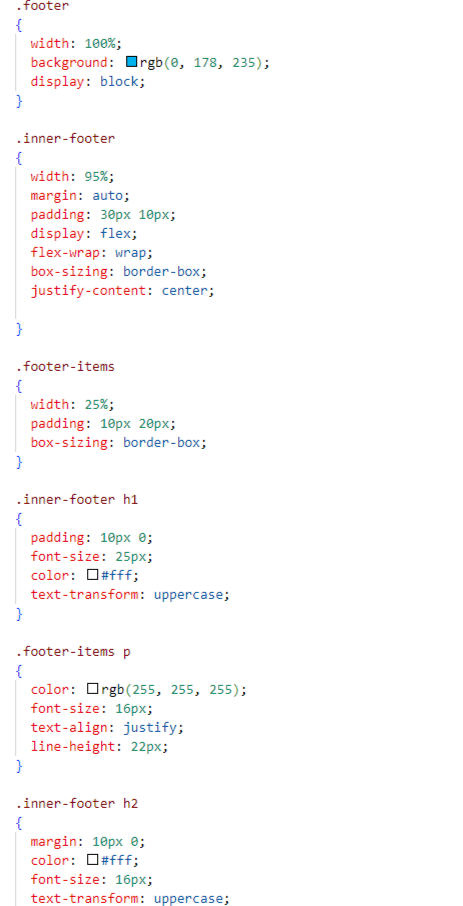 .footer
{
width: 100%;
background: rgb(0, 178, 235);
display: block;
}
.inner-footer
{
width: 95%;
margin: auto;
padding: 30px 10px;
display: flex;
flex-wrap: wrap;
box-sizing: border-box;
justify-content: center;
}
.footer-items
{
width: 25%;
padding: 10px 20px;
box-sizing: border-box;
}
.inner-footer h1
{
padding: 10px 0;
font-size: 25px;
color: #fff;
text-transform: uppercase;
}
.footer-items p
{
color: rgb(255, 255, 255);
font-size: 16px;
text-align: justify;
line-height: 22px;
}
.inner-footer h2
{
margin: 10px 0;
color: #fff;
font-size: 16px;
text-transform: uppercase;